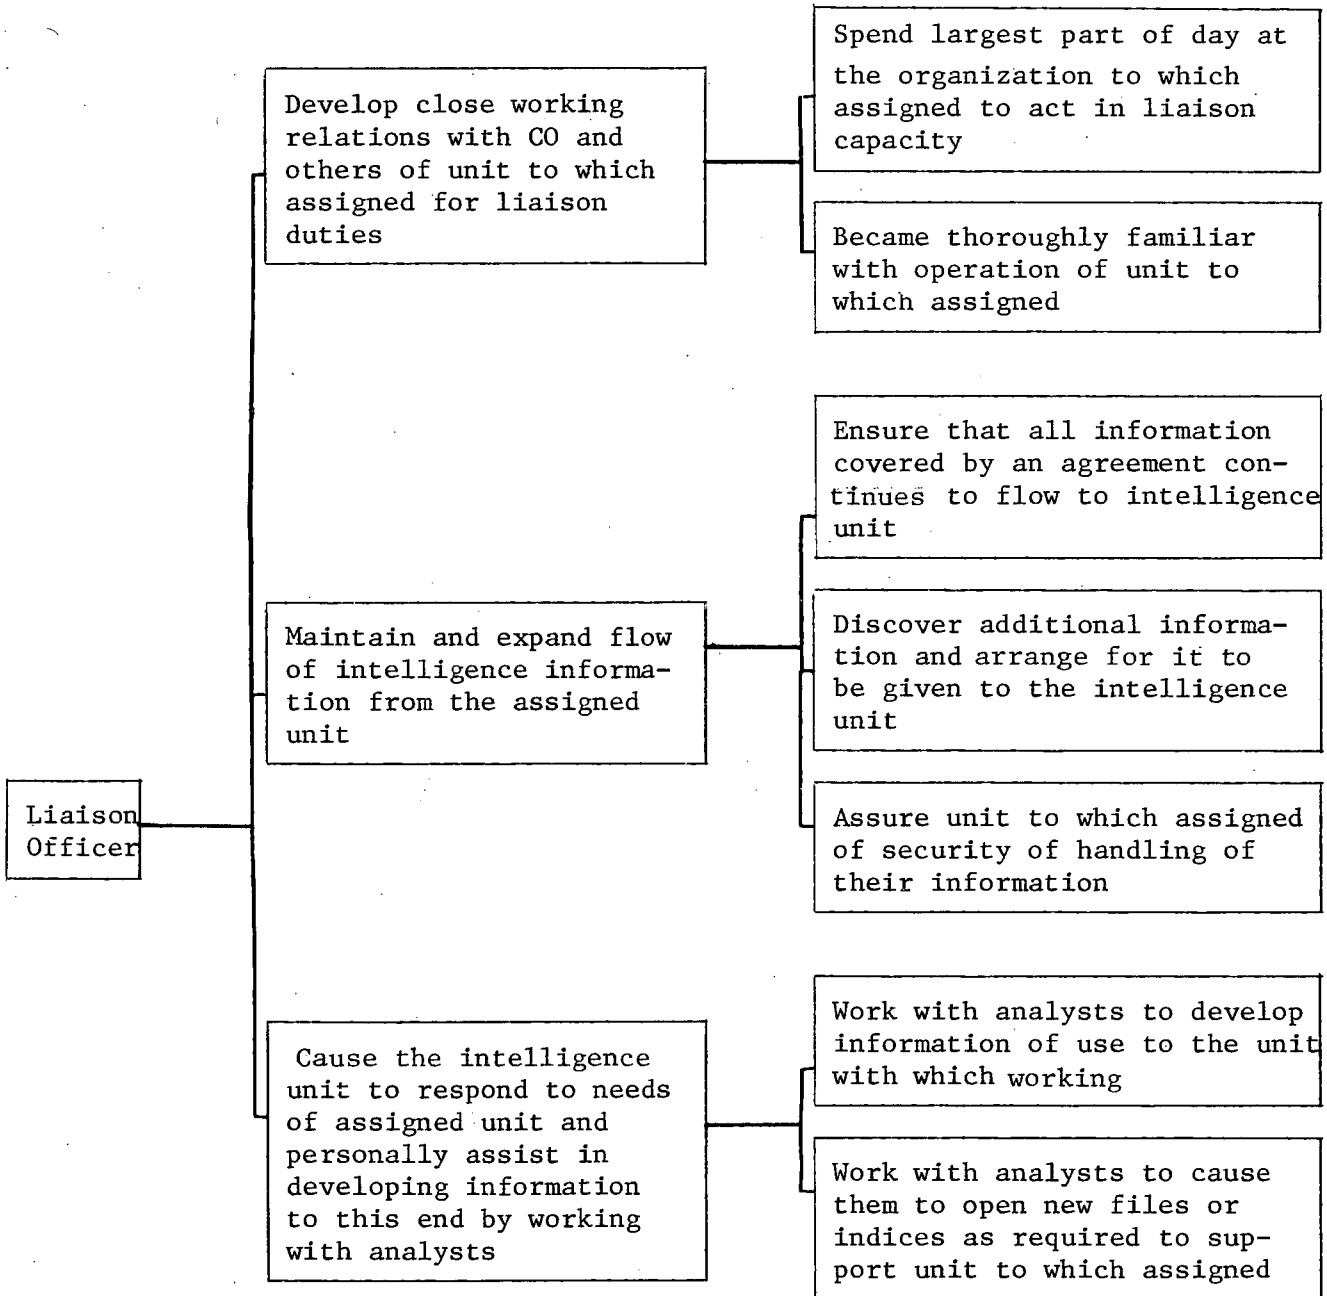 Liaison
Officer
Develop close working
relations with CO and
others of unit to which
assigned for liaison
duties
Spend largest part of day at
the organization to which
assigned to act in liaison
capacity
Became thoroughly familiar
with operation of unit to
which assigned
Maintain and expand flow
of intelligence informa-
tion from the assigned
unit
Ensure that all information
covered by an agreement con-
tinues to flow to intelligence
unit
Discover additional informa-
tion and arrange for it to
be given to the intelligence
unit
Assure unit to which assigned
of security of handling of
their information
Cause the intelligence
unit to respond to needs
of assigned unit and
personally assist in
developing information
to this end by working
with analysts
Work with analysts to develop
information of use to the unit
with which working
Work with analysts to cause
them to open new files or
indices as required to sup-
port unit to which assigned